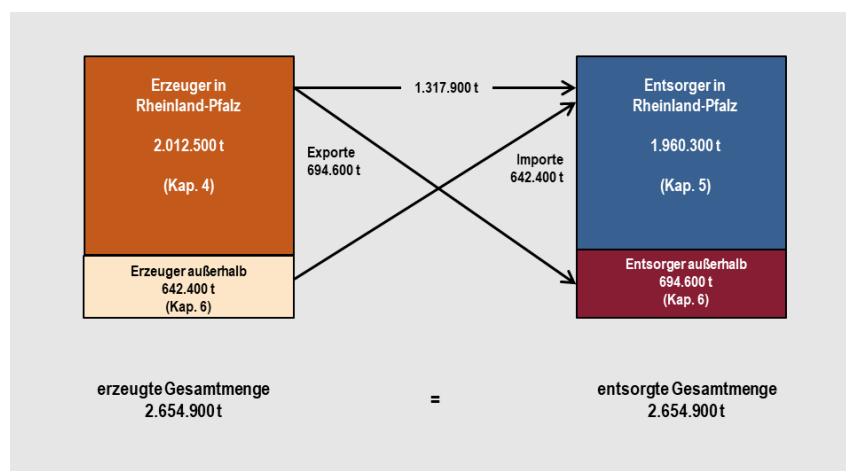 Erzeuger in
Rheinland-Pfalz
2.012.500 t
(Kap. 4)
Erzeuger außerhalb
642.400 t
(Kap. 6)
1.317.900 t
Exporte
694.600 t
Importe
642.400 t
Entsorger in
Rheinland-Pfalz
1.960.300 t
(Kap. 5)
Entsorger außerhalb
694.600 t
(Kap. 6)
erzeugte Gesamtmenge
2.654.900 t
=
entsorgte Gesamtmenge
2.654.900 t